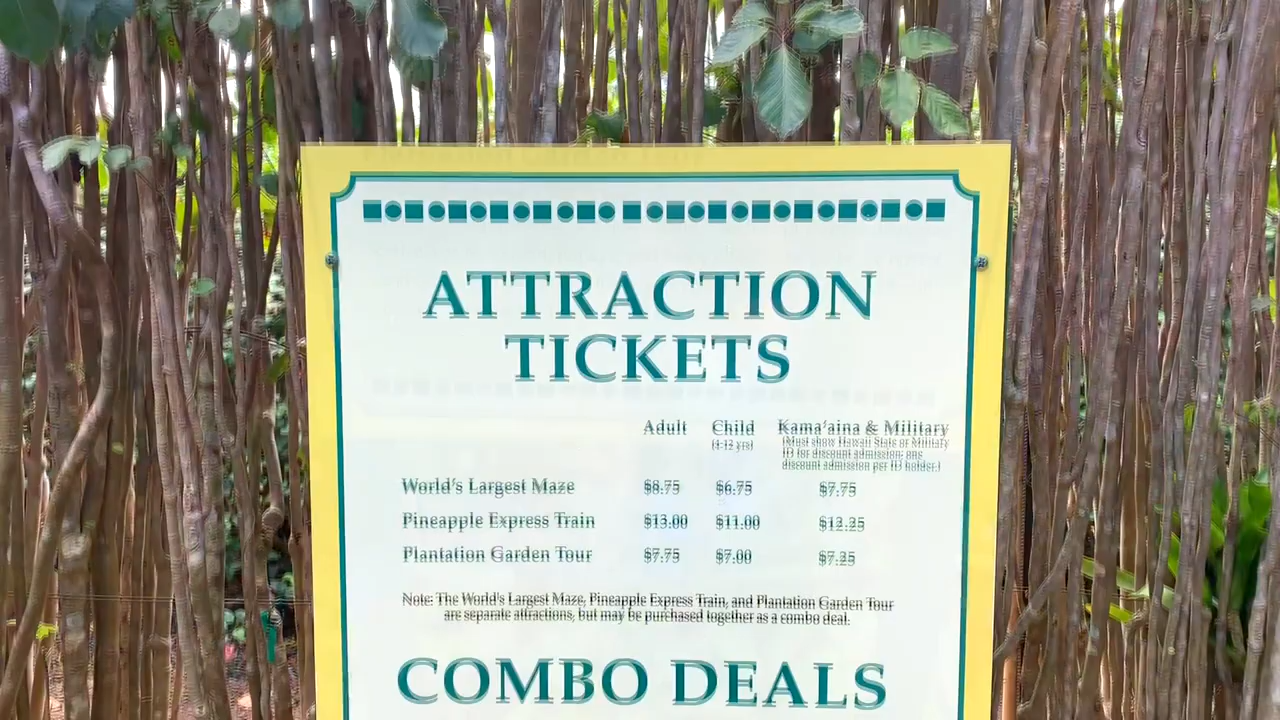 ATTRACTION
TICKETS
Adult Child Kama'aina & Military
(4-12 yrs) (Must show Hawaii State or Military
ID for discount admission; one
discount admission per ID holder.)
World's Largest Maze $8.75 $6.75 $7.75
Pineapple Express Train $13.00 $11.00 $12.25
Plantation Garden Tour $7.75 $7.00 $7.25
Note: The World's Largest Maze, Pineapple Express Train, and Plantation Garden Tour
are separate attractions, but may be purchased together as a combo deal.
COMBO DEALS